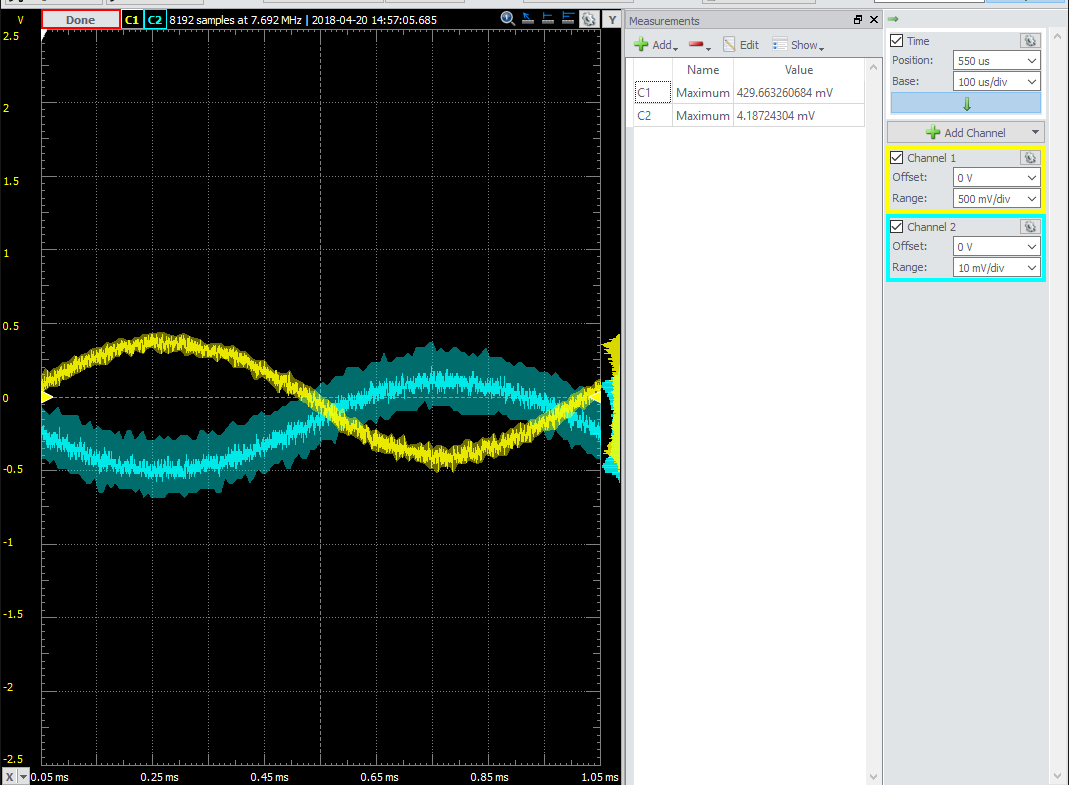 V Done C1 C2 8192 samples at 7.692 MHz | 2018-04-20 14:57:05.685 Y
2.5
2
1.5
1
0.5
0
-0.5
-1
-1.5
-2
-2.5
X 0.05 ms 0.25 ms 0.45 ms 0.65 ms 0.85 ms 1.05 ms
Measurements
Add Edit Show
Name Value
C1 Maximum 429.663260684 mV
C2 Maximum 4.18724304 mV
Time
Position: 550 us
Base: 100 us/div
Add Channel
Channel 1
Offset: 0 V
Range: 500 mV/div
Channel 2
Offset: 0 V
Range: 10 mV/div